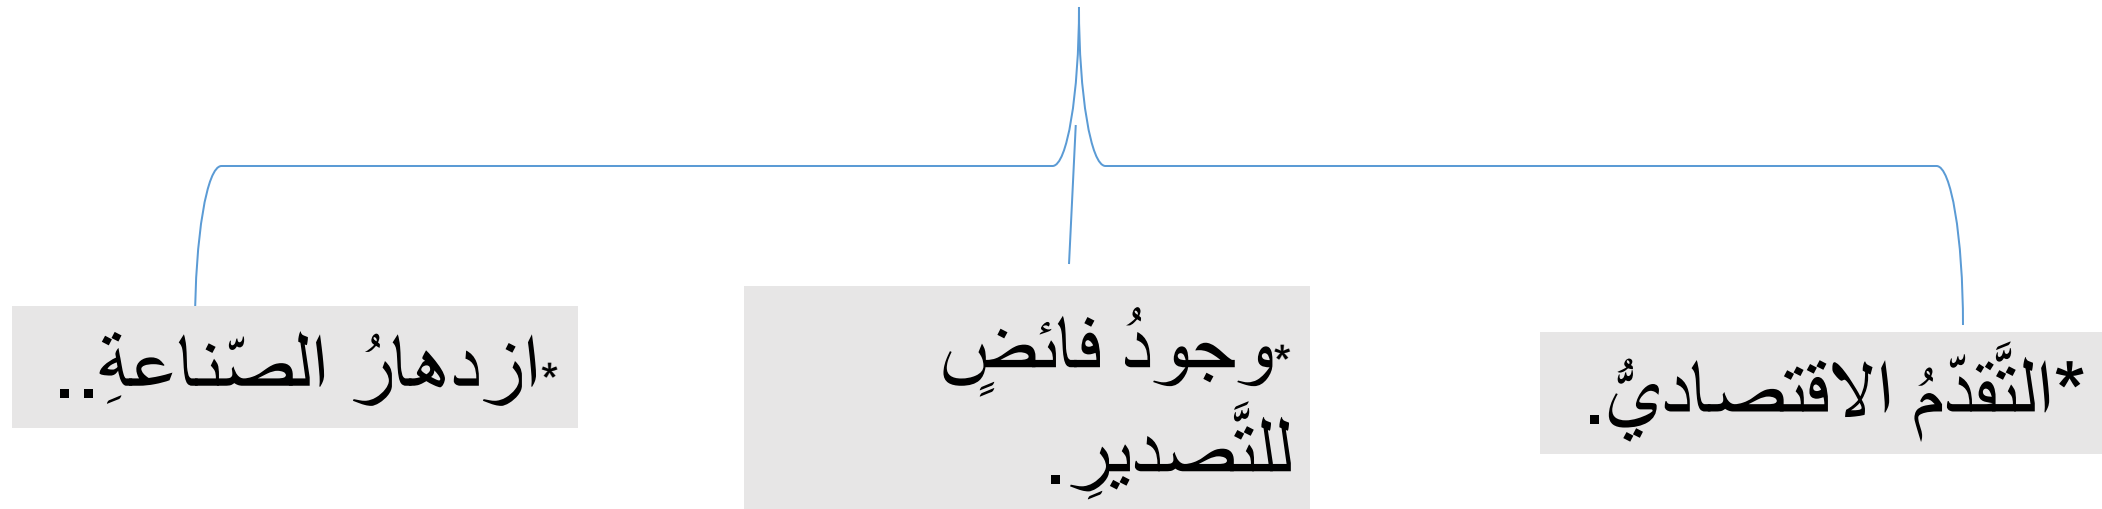 *التَّقدّمُ الاقتصاديُّ.
*وجودُ فائضٍ
للتَّصديرِ.
*ازدهارُ الصّناعةِ..